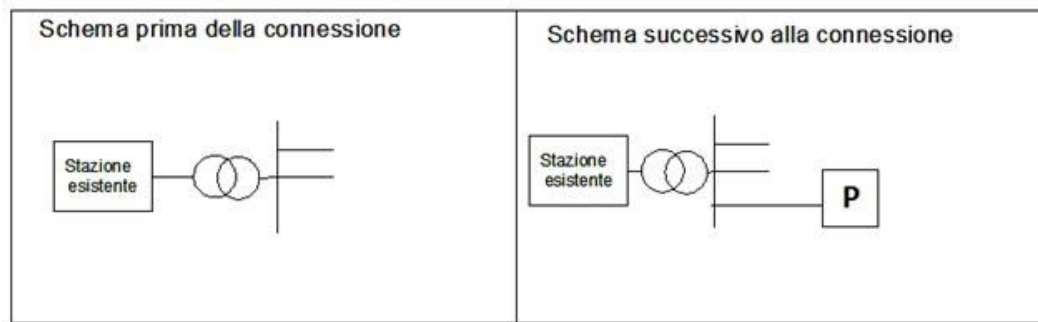 Schema prima della connessione
Stazione
esistente
Schema successivo alla connessione
Stazione
esistente
P